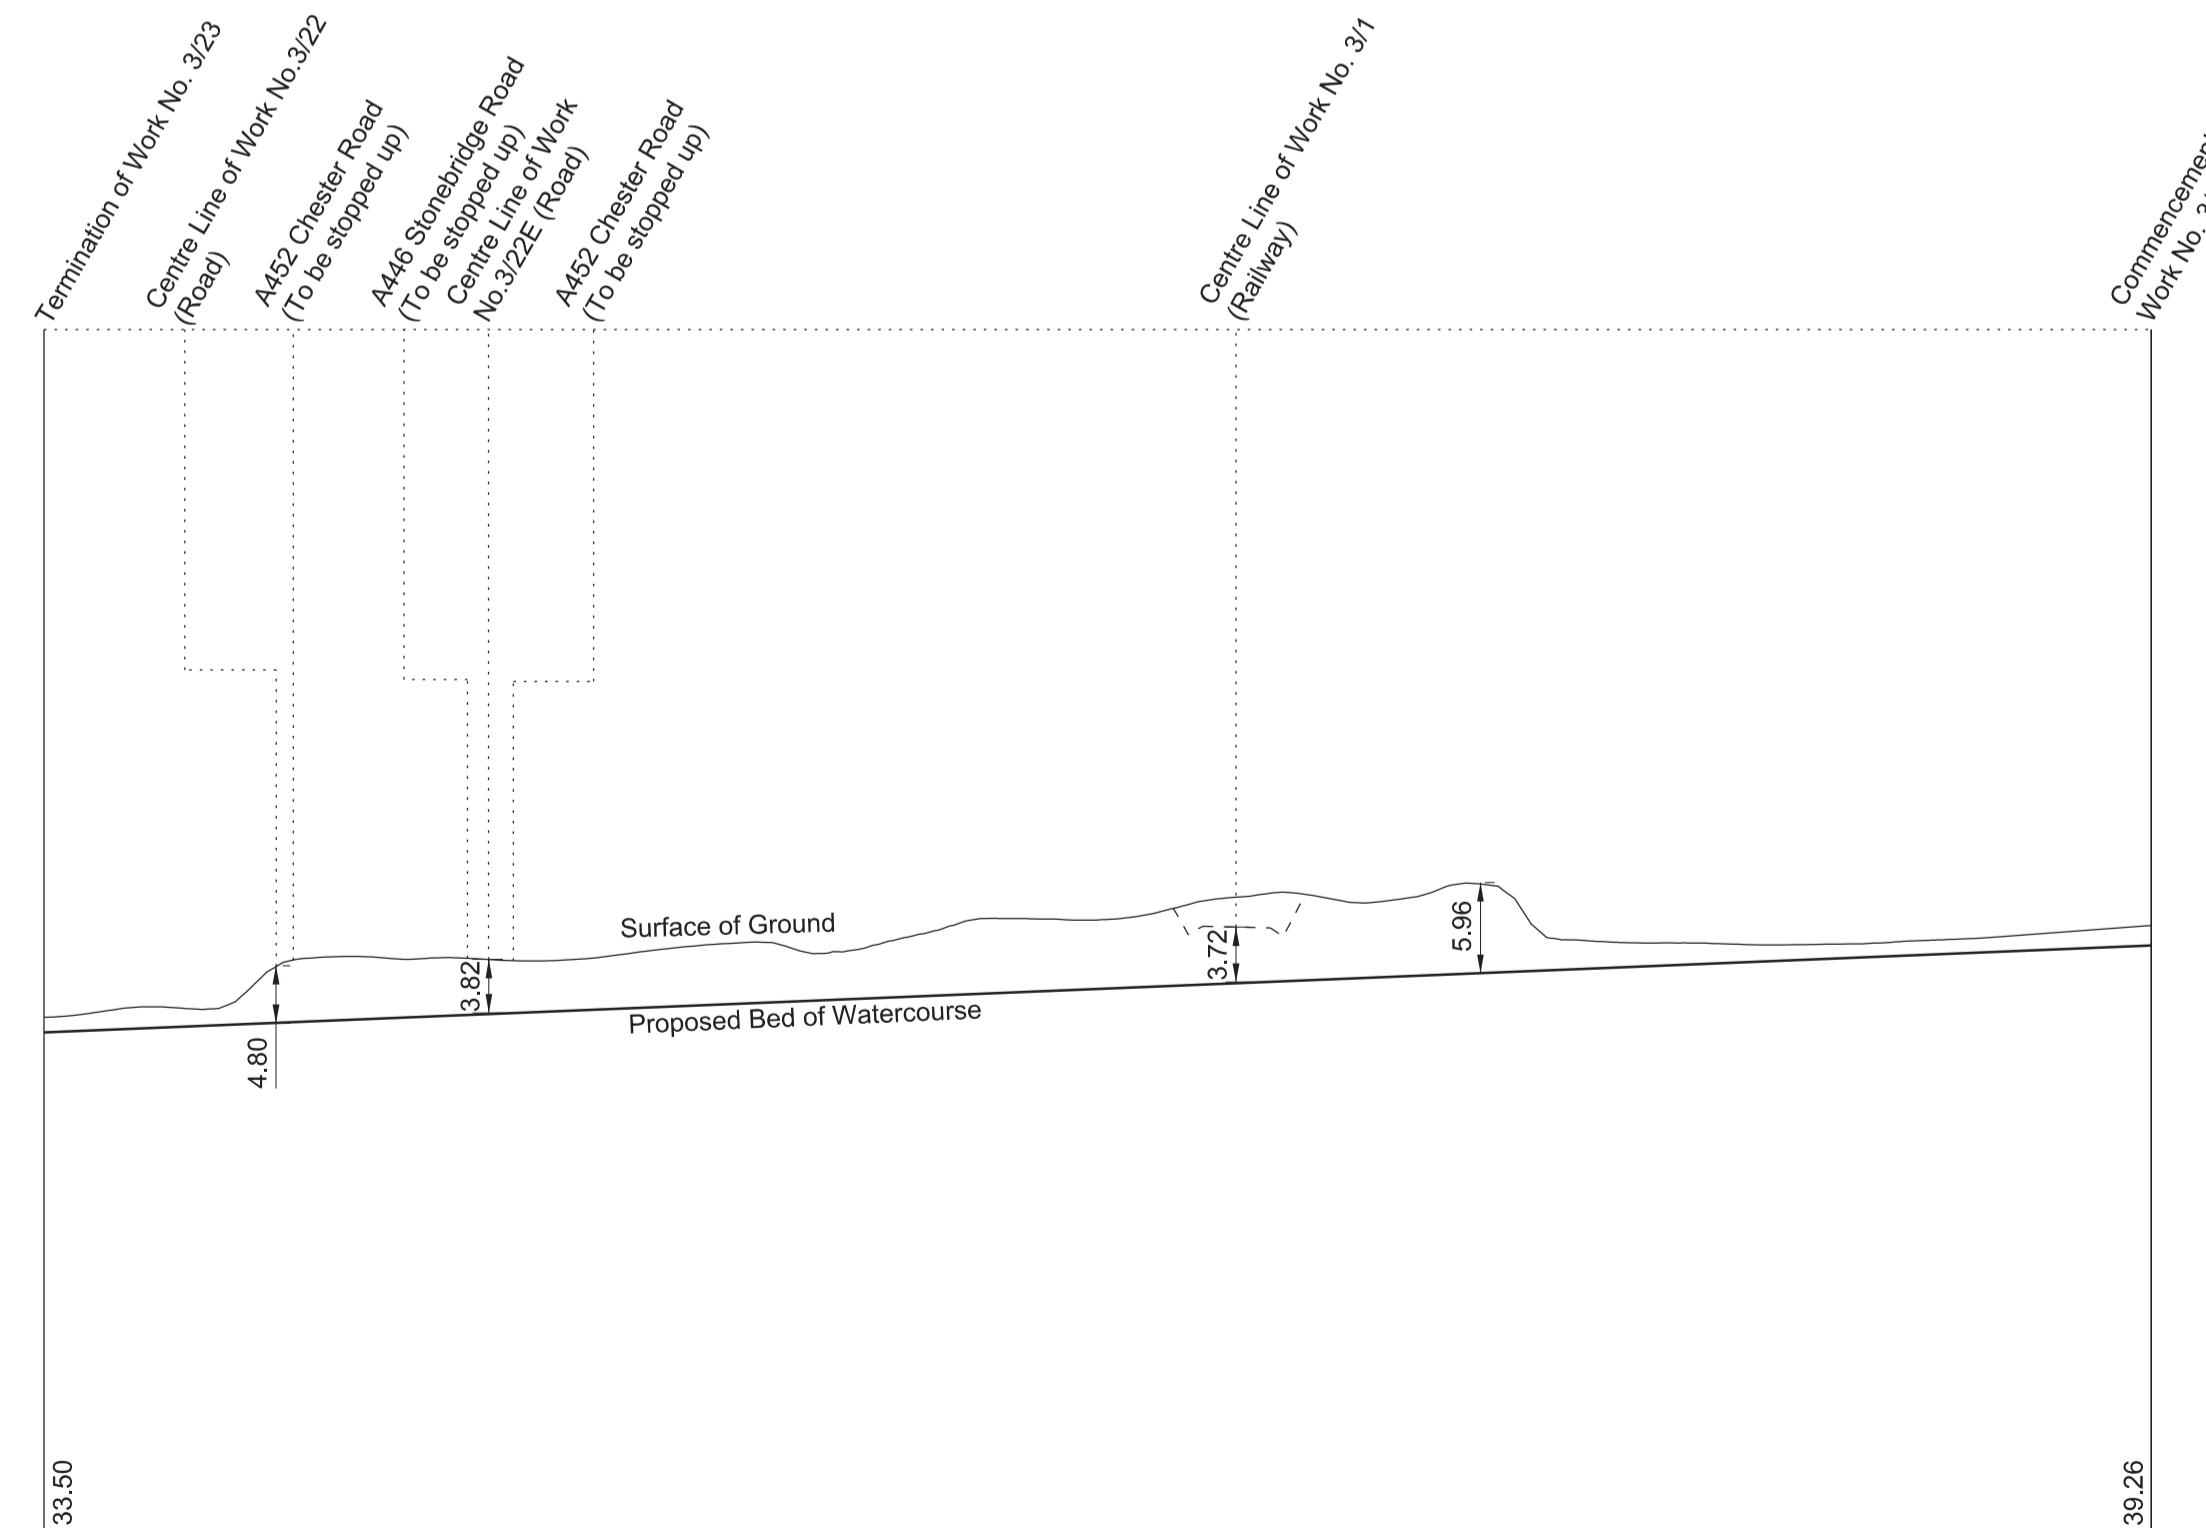 Termination of Work No. 3/23
Centre Line of Work No.3/22
(Road)
A452 Chester Road
(To be stopped up)
A446 Stonebridge Road
(To be stopped up)
Centre Line of Work
No.3/22E (Road)
A452 Chester Road
(To be stopped up)
Centre Line of Work No. 3/1
(Railway)
Commencement
Work No.
Surface of Ground
Proposed Bed of Watercourse
4.80
3.82
3.72
5.96
33.50
39.26